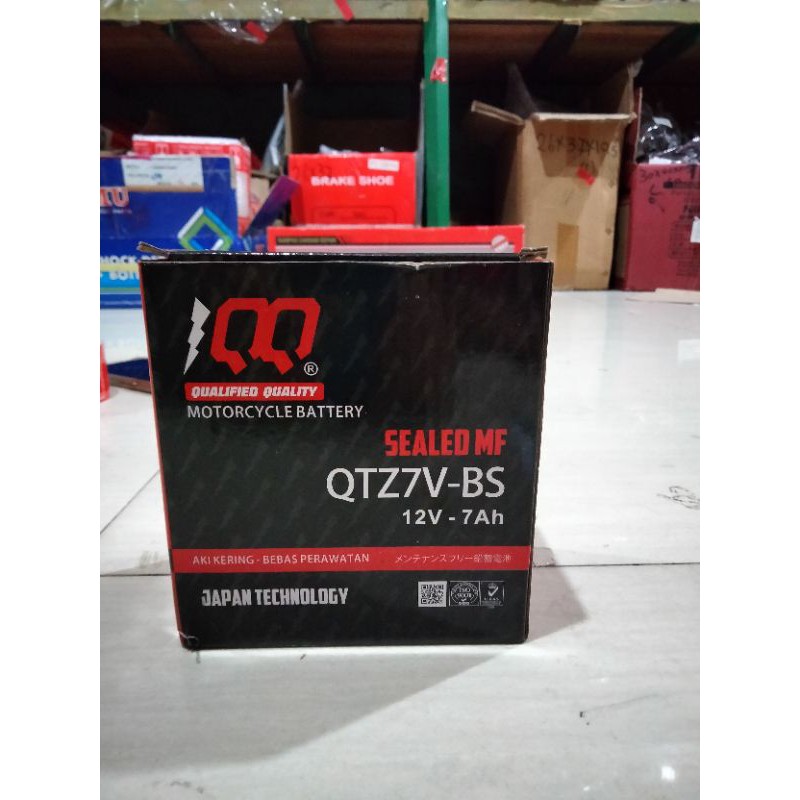 BRAKE SHOE
QQ
®
QUALIFIED QUALITY
MOTORCYCLE BATTERY
SEALED MF
QTZ7V-BS
12V - 7Ah
AKI KERING - BEBAS PERAWATAN
メンテナンスフリー鉛蓄電池
JAPAN TECHNOLOGY
ISO